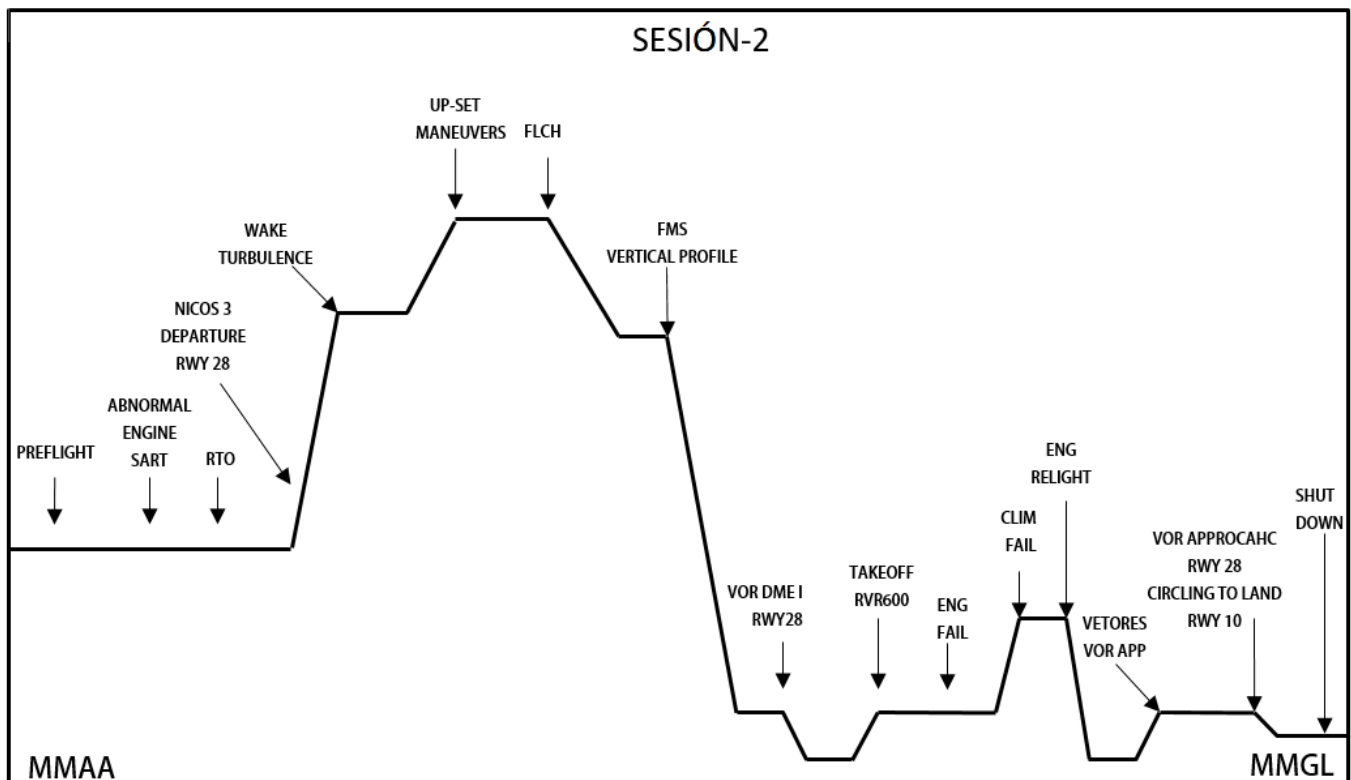 SESIÓN-2
UP-SET
MANEUVERS
FLCH
WAKE
TURBULENCE
FMS
VERTICAL PROFILE
NICOS 3
DEPARTURE
RWY 28
PREFLIGHT
ABNORMAL
ENGINE
SART
RTO
VOR DME I
RWY28
TAKEOFF
RVR600
ENG
FAIL
CLIM
FAIL
ENG
RELIGHT
VETORES
VOR APP
VOR APPROCAHC
RWY 28
CIRCLING TO LAND
RWY 10
SHUT
DOWN
MMAA
MMGL